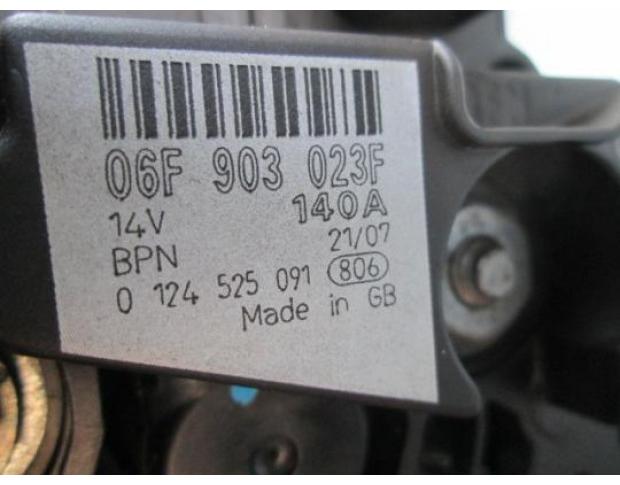 06F 903 023F
14V 140A
BPN 21/07
0 124 525 091 806
Made in GB